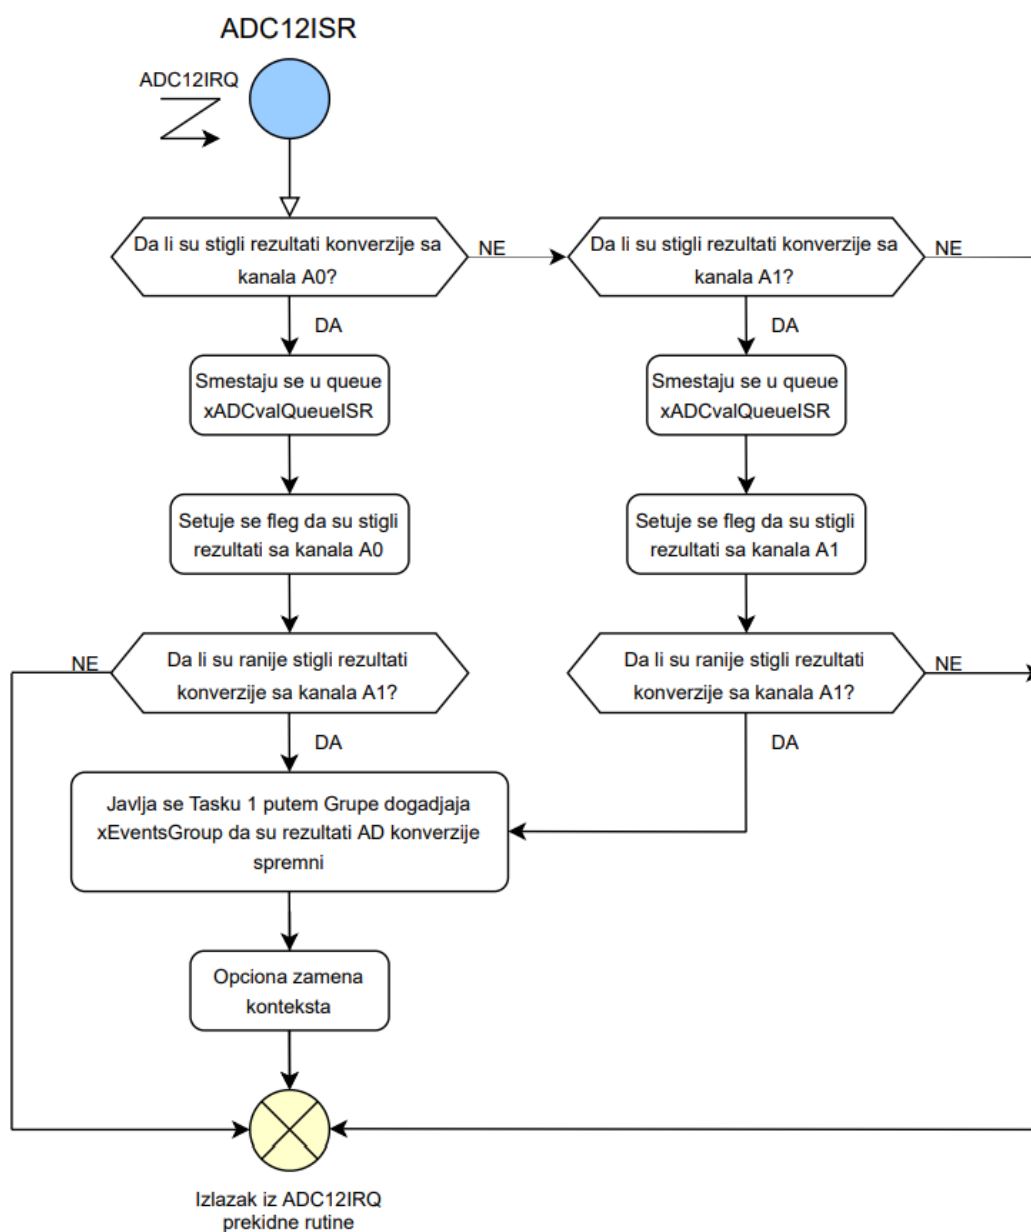 ADC12ISR
ADC12IRQ
Da li su stigli rezultati konverzije sa
kanala A0?
NE
Da li su stigli rezultati konverzije sa
kanala A1?
NE
DA
DA
Smestaju se u queue
xADCvalQueueISR
Smestaju se u queue
xADCvalQueueISR
Setuje se fleg da su stigli
rezultati sa kanala A0
Setuje se fleg da su stigli
rezultati sa kanala A1
NE
Da li su ranije stigli rezultati
konverzije sa kanala A1?
Da li su ranije stigli rezultati
konverzije sa kanala A1?
NE
DA
DA
Javlja se Tasku 1 putem Grupe dogadjaja
xEventsGroup da su rezultati AD konverzije
spremni
Opciona zamena
konteksta
Izlazak iz ADC12IRQ
prekidne rutine